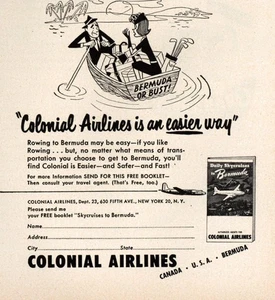 BERMUDA
OR BUST!
"Colonial Airlines is an easier way"
Rowing to Bermuda may be easy—if you like
Rowing . . . but, no matter what means of trans-
portation you choose to get to Bermuda, you'll
find Colonial is Easier—and Safer—and Fast!
For more Information SEND FOR THIS FREE BOOKLET—
Then consult your travel agent. (That's Free, too.)
COLONIAL AIRLINES, Dept. 23, 630 FIFTH AVE., NEW YORK 20, N. Y.
Please send me
your FREE booklet "Skycruises to Bermuda."
Name
Address
City State
COLONIAL AIRLINES
CANADA • U. S. A. • BERMUDA
Daily Skycruises
to Bermuda
COLONIAL AIRLINES